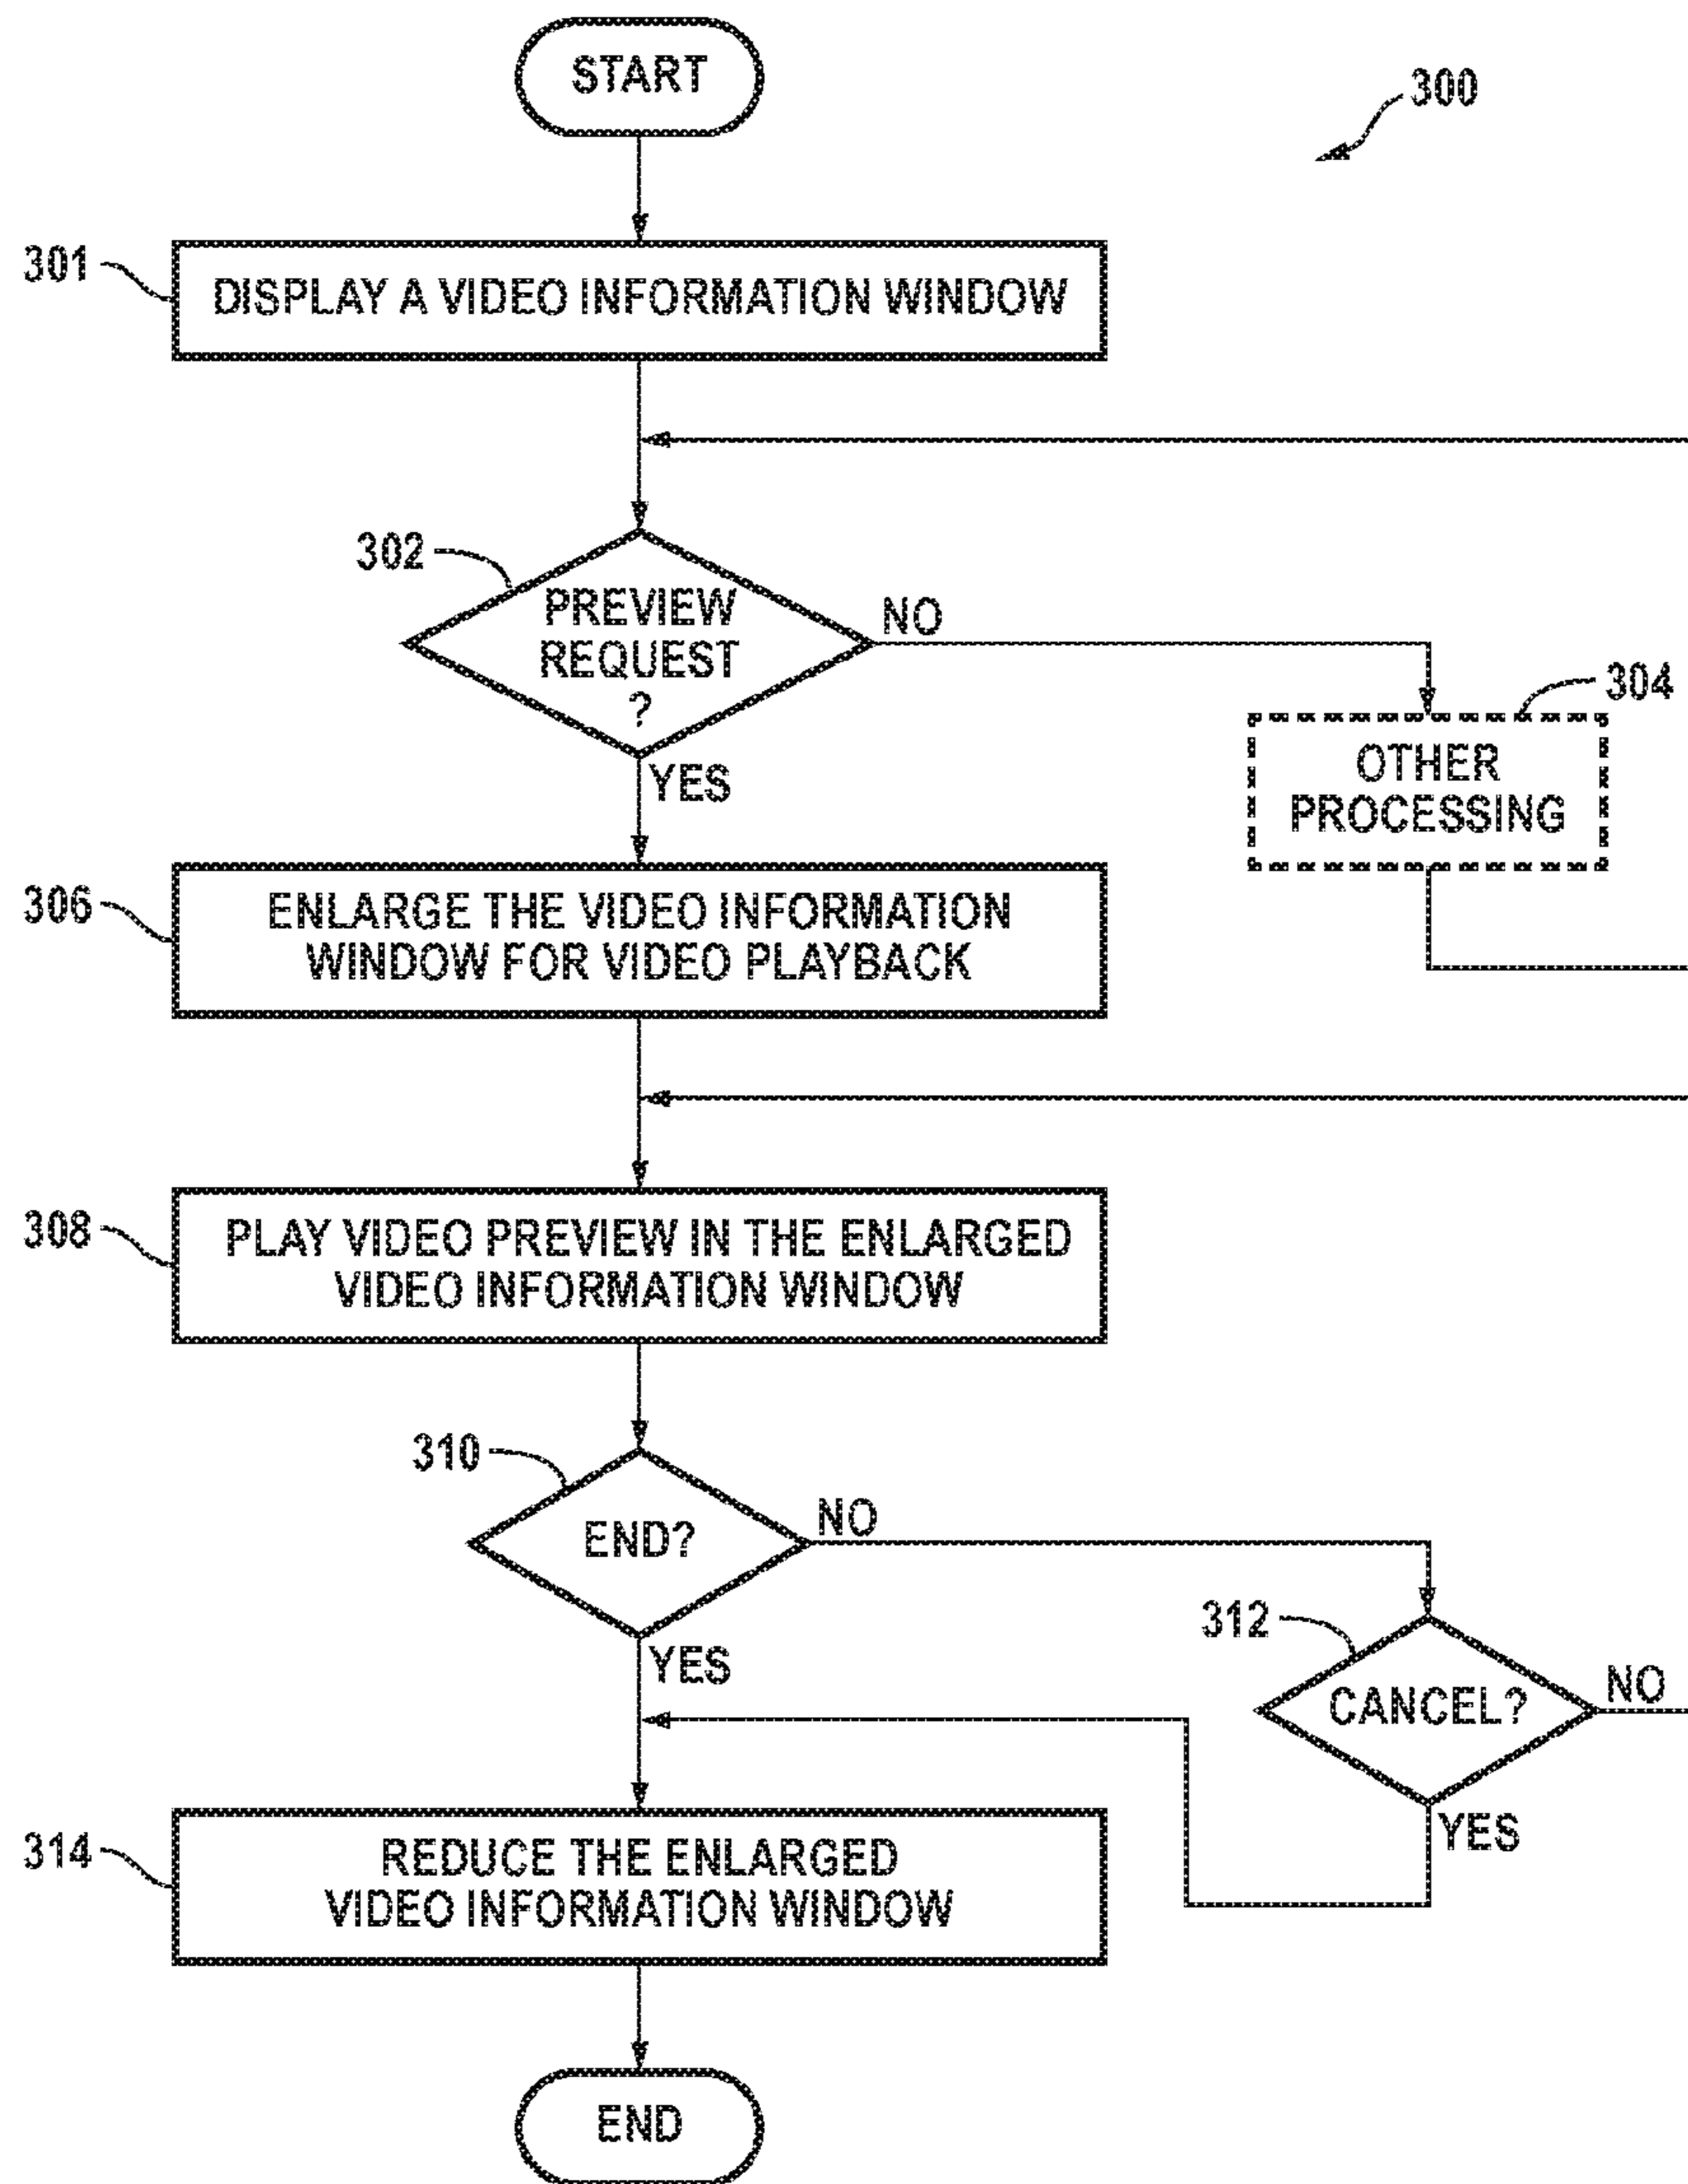 START
300
301
DISPLAY A VIDEO INFORMATION WINDOW
302
PREVIEW
REQUEST
?
NO
YES
304
OTHER
PROCESSING
306
ENLARGE THE VIDEO INFORMATION
WINDOW FOR VIDEO PLAYBACK
308
PLAY VIDEO PREVIEW IN THE ENLARGED
VIDEO INFORMATION WINDOW
310
END?
NO
YES
312
CANCEL?
NO
YES
314
REDUCE THE ENLARGED
VIDEO INFORMATION WINDOW
END